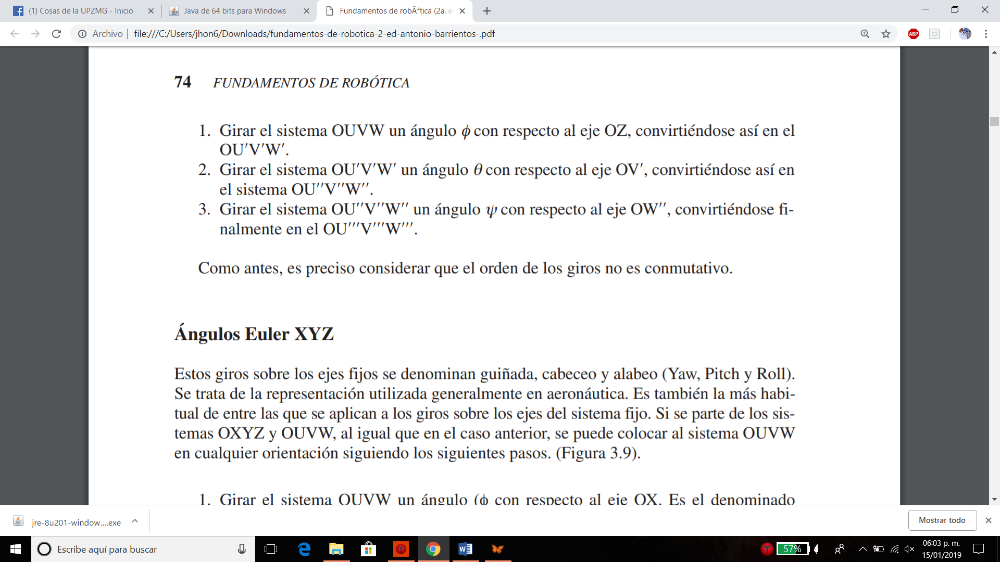 (1) Cosas de la UPZMG - Inicio
Java de 64 bits para Windows
Fundamentos de robÃ³tica (2a. e
Archivo
file:///C:/Users/jhon6/Downloads/fundamentos-de-robotica-2-ed-antonio-barrientos-.pdf
ABP
74 FUNDAMENTOS DE ROBÓTICA
1. Girar el sistema OUVW un ángulo ϕ con respecto al eje OZ, convirtiéndose así en el
OU′V′W′.
2. Girar el sistema OU′V′W′ un ángulo θ con respecto al eje OV′, convirtiéndose así en
el sistema OU′′V′′W′′.
3. Girar el sistema OU′′V′′W′′ un ángulo ψ con respecto al eje OW′′, convirtiéndose fi-
nalmente en el OU′′′V′′′W′′′.
Como antes, es preciso considerar que el orden de los giros no es conmutativo.
Ángulos Euler XYZ
Estos giros sobre los ejes fijos se denominan guiñada, cabeceo y alabeo (Yaw, Pitch y Roll).
Se trata de la representación utilizada generalmente en aeronáutica. Es también la más habi-
tual de entre las que se aplican a los giros sobre los ejes del sistema fijo. Si se parte de los sis-
temas OXYZ y OUVW, al igual que en el caso anterior, se puede colocar al sistema OUVW
en cualquier orientación siguiendo los siguientes pasos. (Figura 3.9).
1. Girar el sistema OUVW un ángulo (ϕ con respecto al eje OX. Es el denominado
jre-8u201-window....exe
Mostrar todo
Escribe aquí para buscar
57%
06:03 p. m.
15/01/2019